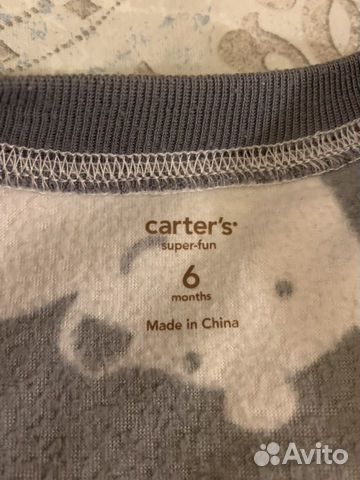 carter's
super-fun
6
months
Made in China
Avito